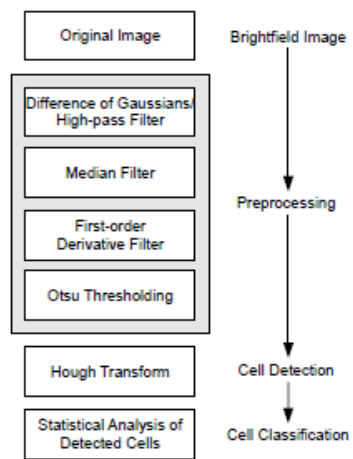 Original Image
Brightfield Image
Difference of Gaussians/
High-pass Filter
Median Filter
Preprocessing
First-order
Derivative Filter
Otsu Thresholding
Hough Transform
Cell Detection
Statistical Analysis of
Detected Cells
Cell Classification